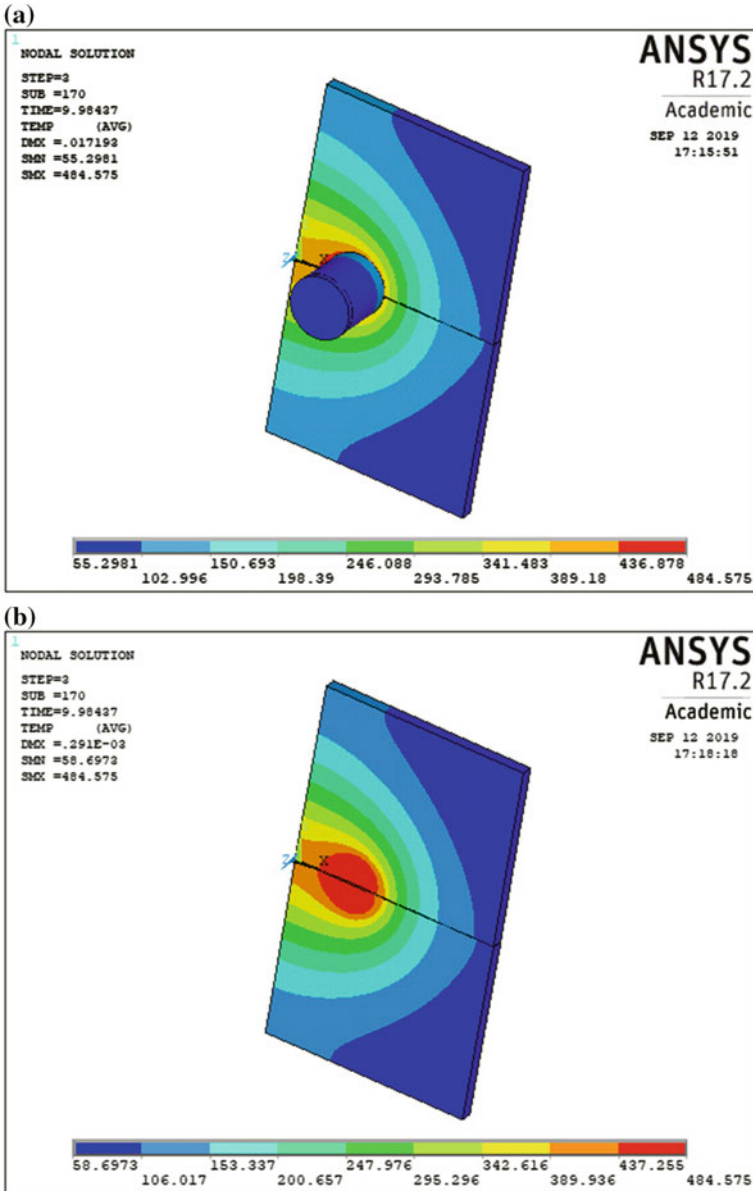 (a)
1
NODAL SOLUTION
STEP=3
SUB =170
TIME=9.98437
TEMP (AVG)
DMX =.017193
SMN =55.2981
SMX =484.575
ANSYS
R17.2
Academic
SEP 12 2019
17:15:51
Z
X
55.2981 150.693 246.088 341.483 436.878
102.996 198.39 293.785 389.18 484.575
(b)
1
NODAL SOLUTION
STEP=3
SUB =170
TIME=9.98437
TEMP (AVG)
DMX =.291E-03
SMN =58.6973
SMX =484.575
ANSYS
R17.2
Academic
SEP 12 2019
17:18:18
Z
X
58.6973 153.337 247.976 342.616 437.255
106.017 200.657 295.296 389.936 484.575